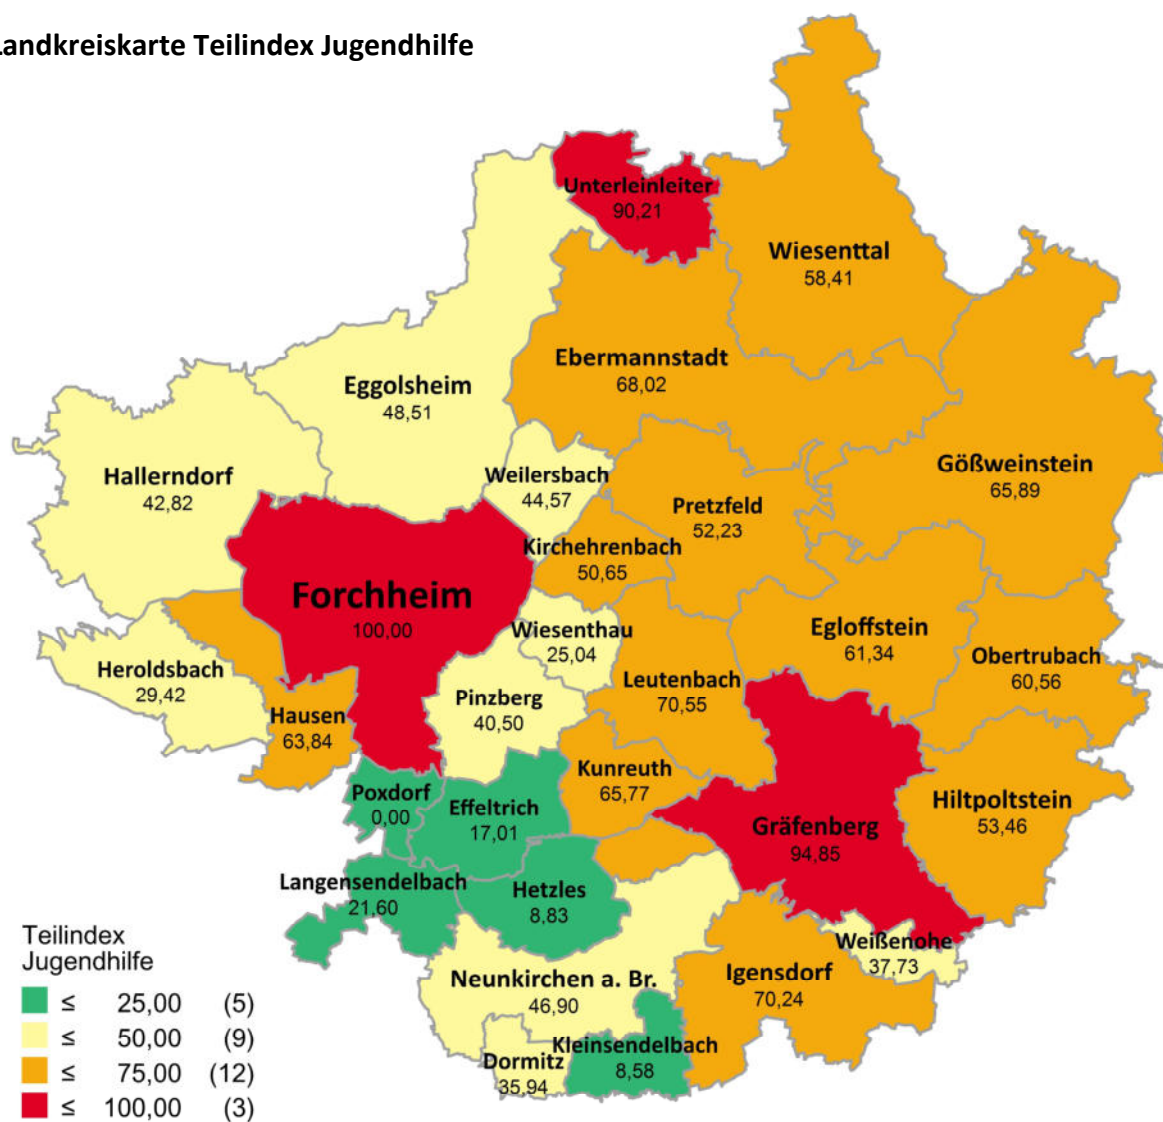 Landkreiskarte Teilindex Jugendhilfe
Unterleinleiter
90,21
Wiesenttal
58,41
Ebermannstadt
68,02
Eggolsheim
48,51
Gößweinstein
65,89
Hallerndorf
42,82
Weilersbach
44,57
Pretzfeld
52,23
Kirchehrenbach
50,65
Forchheim
100,00
Wiesenthau
25,04
Egloffstein
61,34
Obertrubach
60,56
Heroldsbach
29,42
Leutenbach
70,55
Pinzberg
40,50
Hausen
63,84
Kunreuth
65,77
Poxdorf
0,00
Effeltrich
17,01
Hiltpoltstein
53,46
Gräfenberg
94,85
Langensendelbach
21,60
Hetzles
8,83
Weißenohe
37,73
Neunkirchen a. Br.
46,90
Igensdorf
70,24
Kleinsendelbach
8,58
Dormitz
35,94
Teilindex
Jugendhilfe
≤ 25,00 (5)
≤ 50,00 (9)
≤ 75,00 (12)
≤ 100,00 (3)